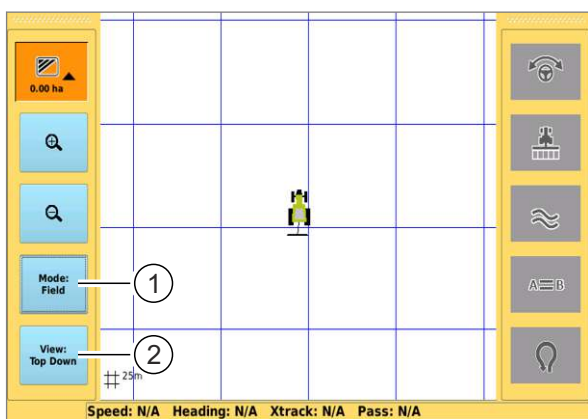 0.00 ha
Mode:
Field
1
View:
Top Down
2
A B
25m
Speed: N/A Heading: N/A Xtrack: N/A Pass: N/A